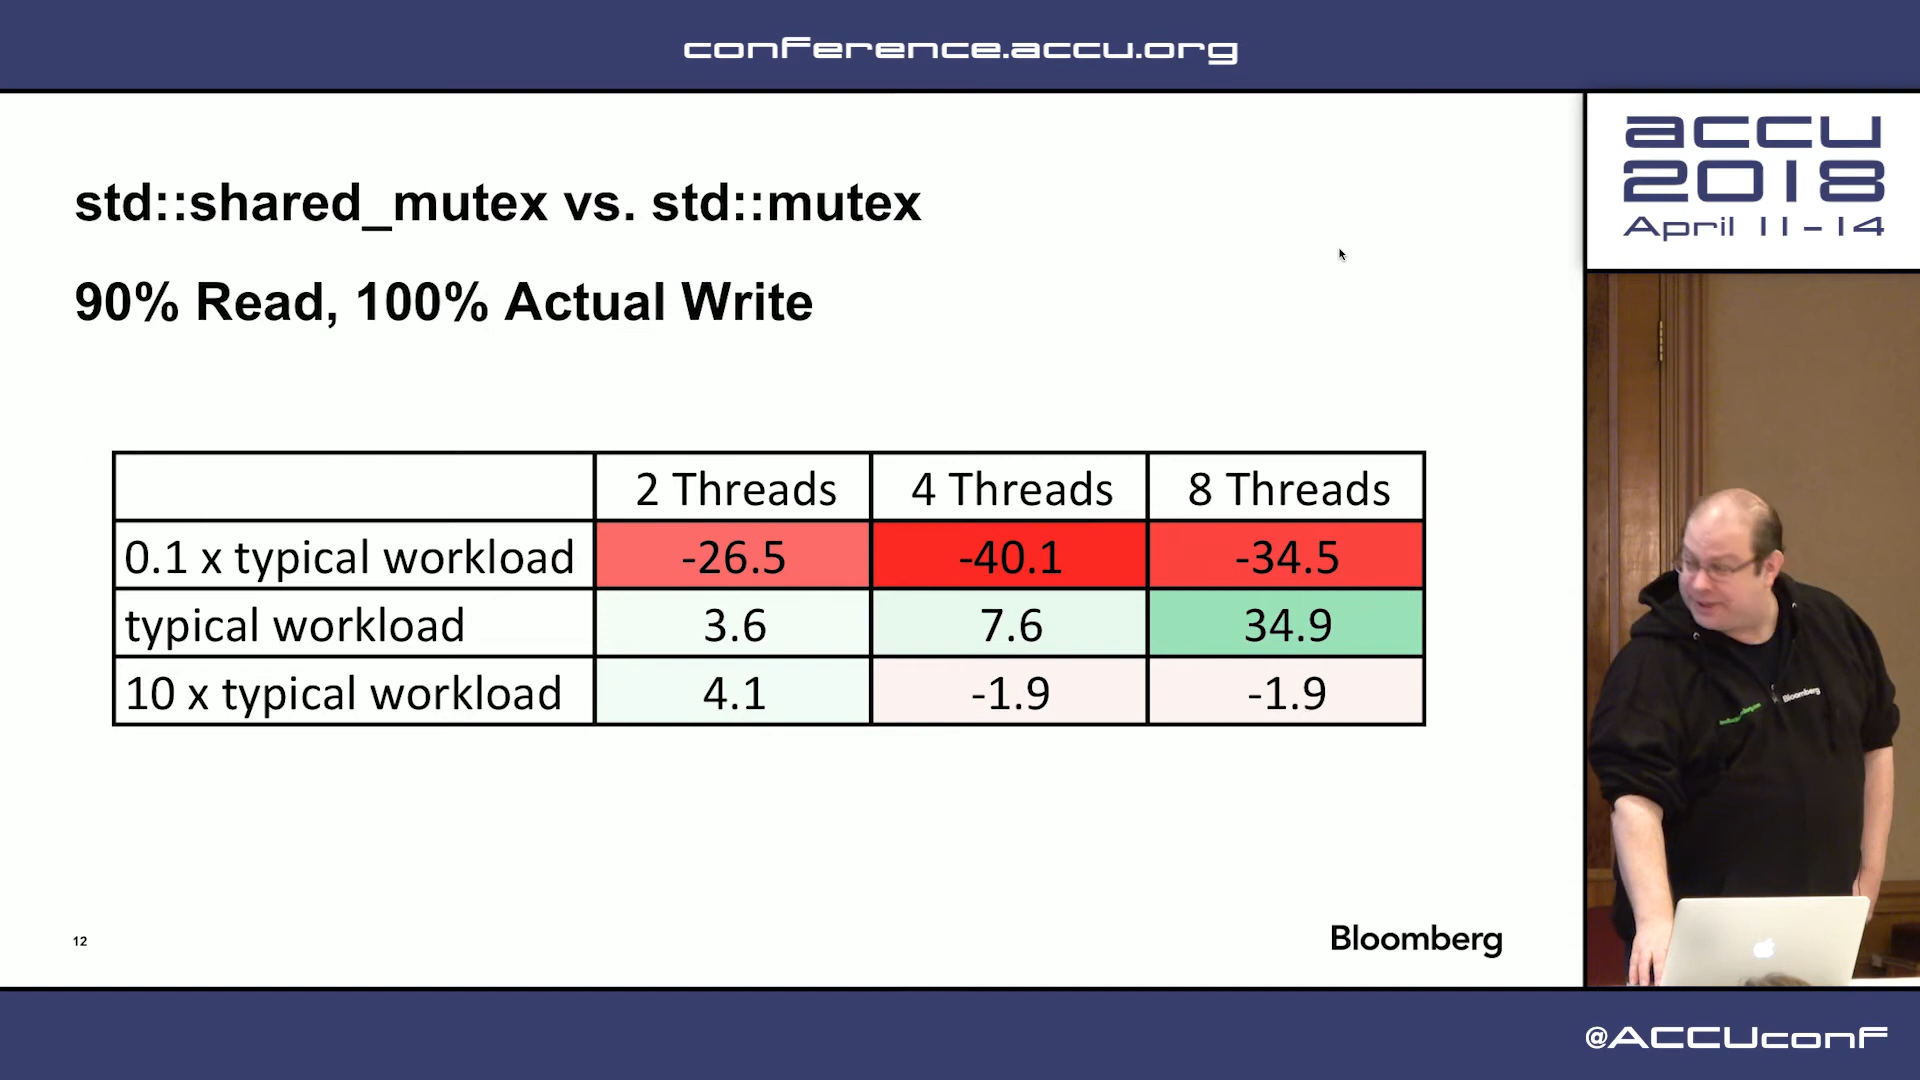 conference.accu.org
accu
2018
April 11-14
std::shared_mutex vs. std::mutex
90% Read, 100% Actual Write
2 Threads 4 Threads 8 Threads
0.1 x typical workload -26.5 -40.1 -34.5
typical workload 3.6 7.6 34.9
10 x typical workload 4.1 -1.9 -1.9
Bloomberg
12
Bloomberg
@ACCUconf